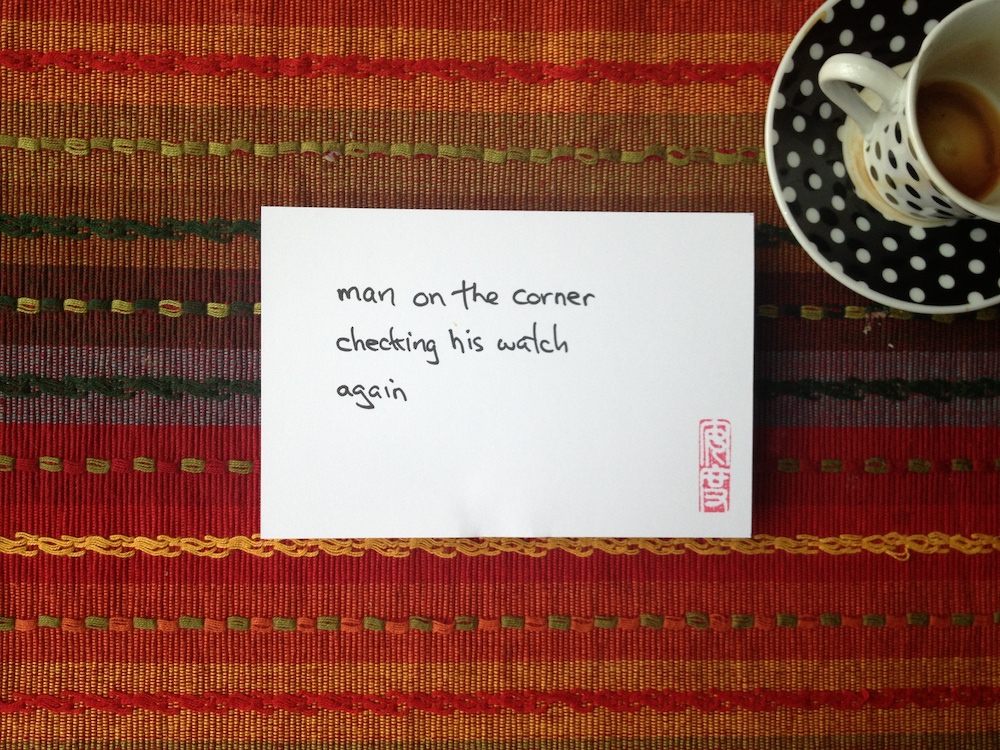 man on the corner
checking his watch
again